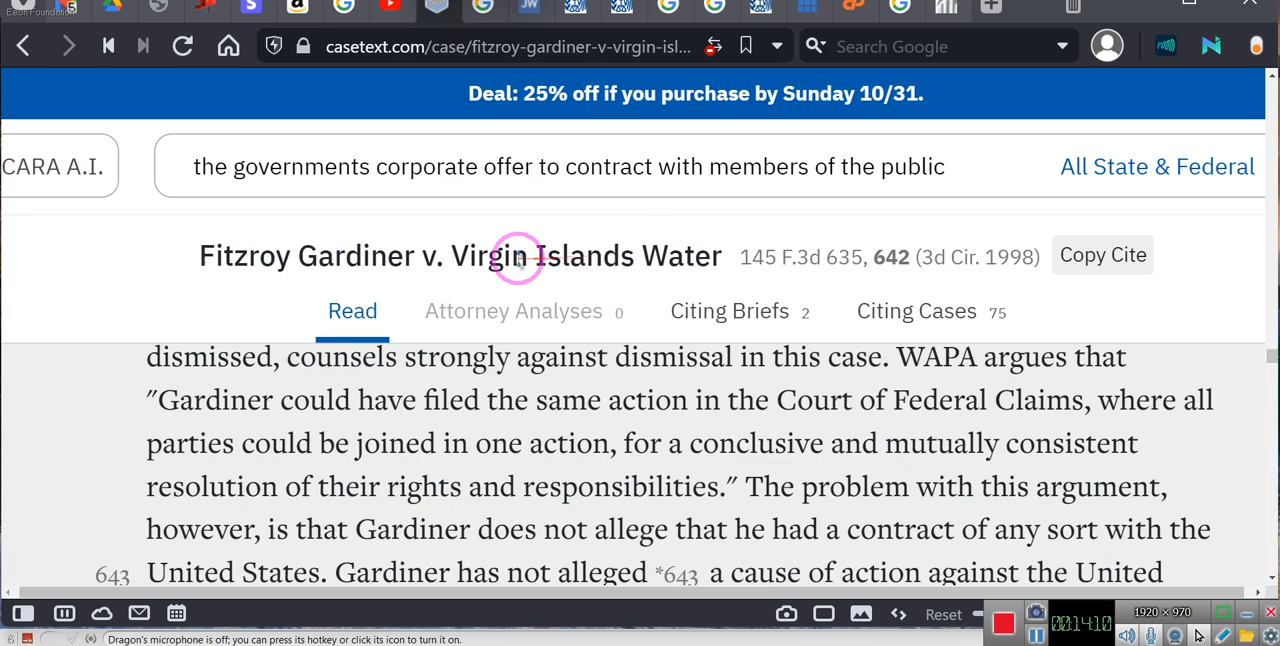 Eeon Foundation
casetext.com/case/fitzroy-gardiner-v-virgin-isl...
Search Google
Deal: 25% off if you purchase by Sunday 10/31.
CARA A.I.
the governments corporate offer to contract with members of the public
All State & Federal
Fitzroy Gardiner v. Virgin Islands Water 145 F.3d 635, 642 (3d Cir. 1998) Copy Cite
Read Attorney Analyses 0 Citing Briefs 2 Citing Cases 75
dismissed, counsels strongly against dismissal in this case. WAPA argues that
"Gardiner could have filed the same action in the Court of Federal Claims, where all
parties could be joined in one action, for a conclusive and mutually consistent
resolution of their rights and responsibilities." The problem with this argument,
however, is that Gardiner does not allege that he had a contract of any sort with the
643 United States. Gardiner has not alleged *643 a cause of action against the United
Reset
00:14:10
1920 × 970
Dragon's microphone is off; you can press its hotkey or click its icon to turn it on.